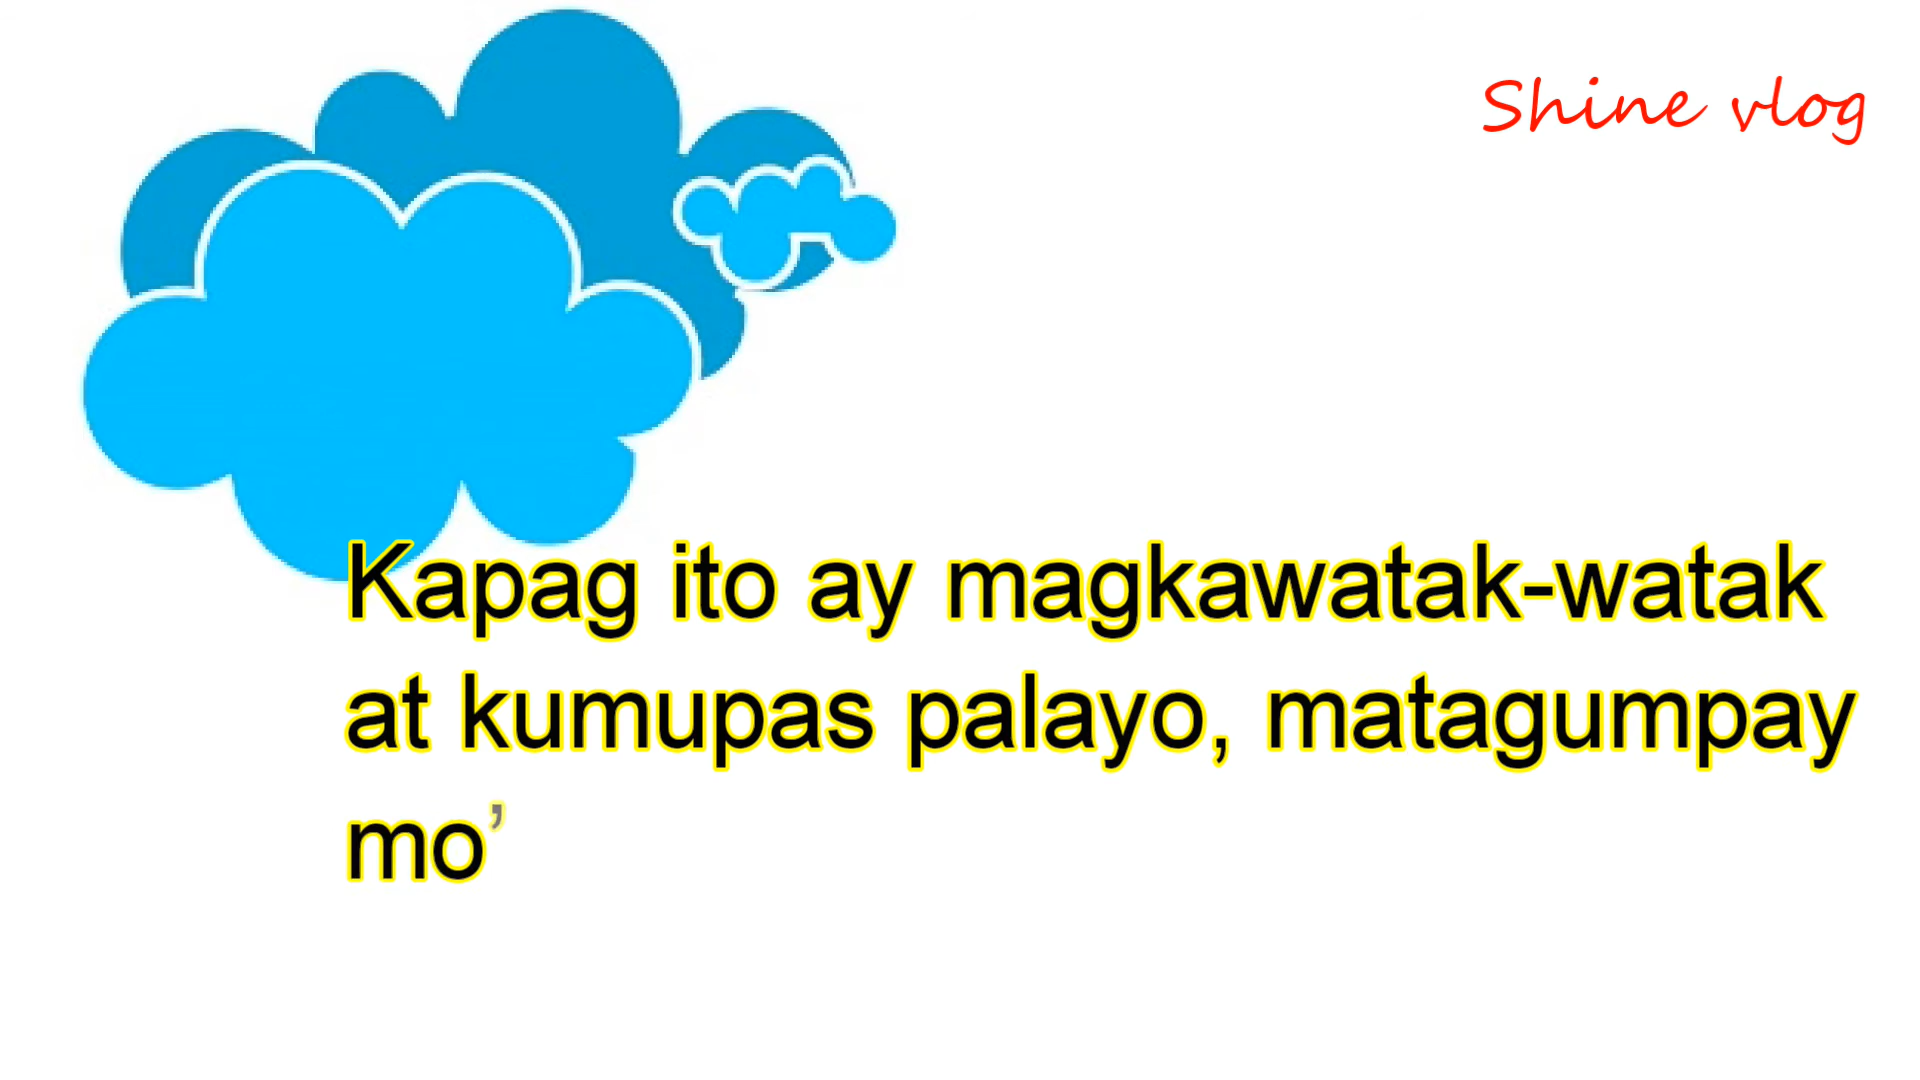 Shine vlog
Kapag ito ay magkawatak-watak
at kumupas palayo, matagumpay
mo’